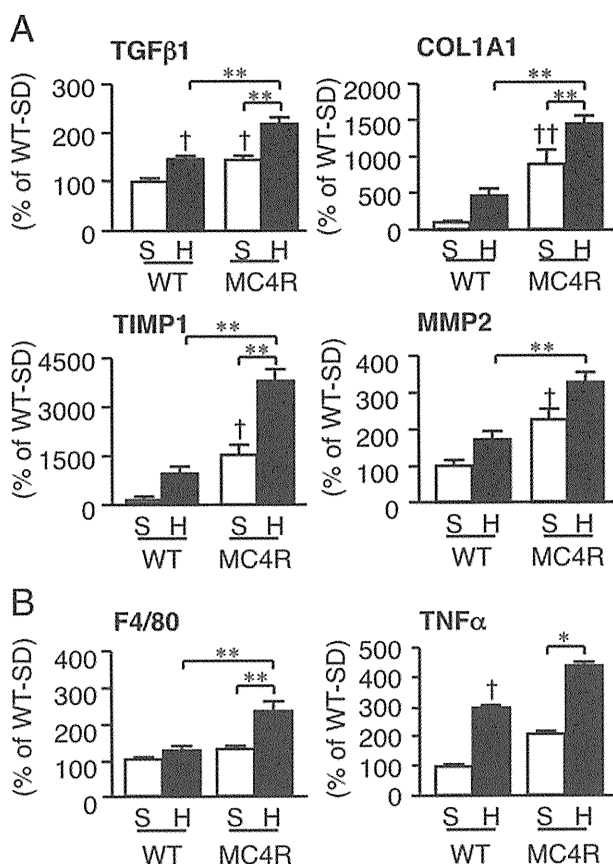 A
TGFβ1
(% of WT-SD)
300
200
100
0
**
**
†
†
S H S H
WT MC4R
COL1A1
(% of WT-SD)
1500
1000
500
0
**
**
††
S H S H
WT MC4R
TIMP1
(% of WT-SD)
4500
3000
1500
0
**
**
†
S H S H
WT MC4R
MMP2
(% of WT-SD)
400
300
200
100
0
**
†
S H S H
WT MC4R
B
F4/80
(% of WT-SD)
400
300
200
100
0
**
**
S H S H
WT MC4R
TNFα
(% of WT-SD)
500
400
300
200
100
0
*
†
S H S H
WT MC4R